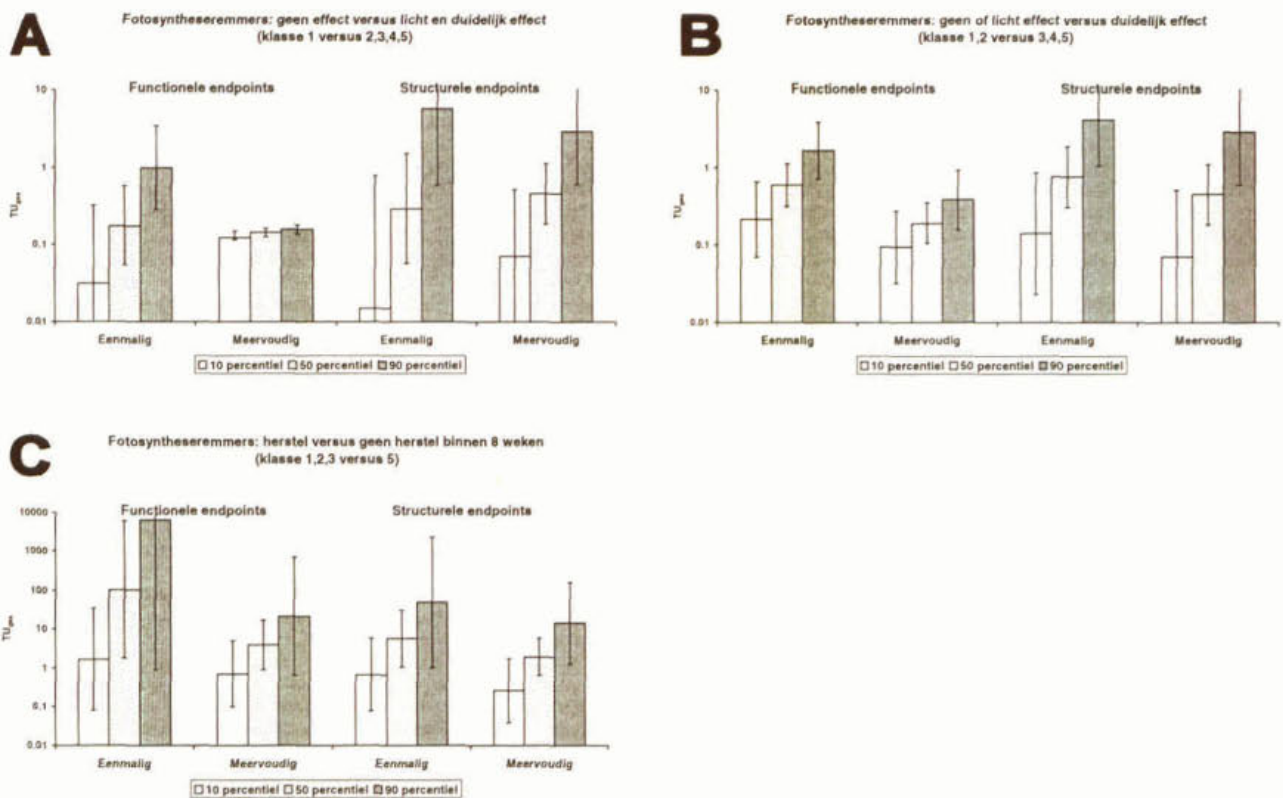 A
Fotosyntheseremmers: geen effect versus licht en duidelijk effect
(klasse 1 versus 2,3,4,5)
Functionele endpoints
Structurele endpoints
10
1
0.1
0.01
TUgen
Eenmalig
Meervoudig
Eenmalig
Meervoudig
10 percentiel 50 percentiel 90 percentiel
B
Fotosyntheseremmers: geen of licht effect versus duidelijk effect
(klasse 1,2 versus 3,4,5)
Functionele endpoints
Structurele endpoints
10
1
0.1
0.01
TUgen
Eenmalig
Meervoudig
Eenmalig
Meervoudig
10 percentiel 50 percentiel 90 percentiel
C
Fotosyntheseremmers: herstel versus geen herstel binnen 8 weken
(klasse 1,2,3 versus 5)
Functionele endpoints
Structurele endpoints
10000
1000
100
10
1
0.1
0.01
TUgen
Eenmalig
Meervoudig
Eenmalig
Meervoudig
10 percentiel 50 percentiel 90 percentiel